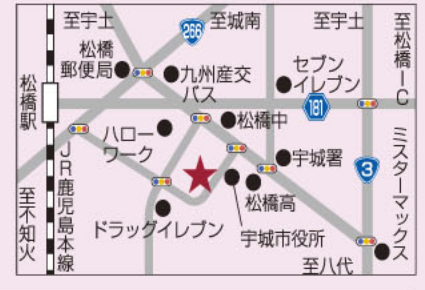 至宇土
266
至城南
至宇土
至松橋IC
松橋
郵便局
九州産交
バス
セブン
イレブン
181
松橋駅
ハロー
ワーク
松橋中
宇城署
3
ミスターマックス
松橋高
JR鹿児島本線
至不知火
ドラッグイレブン
宇城市役所
至八代